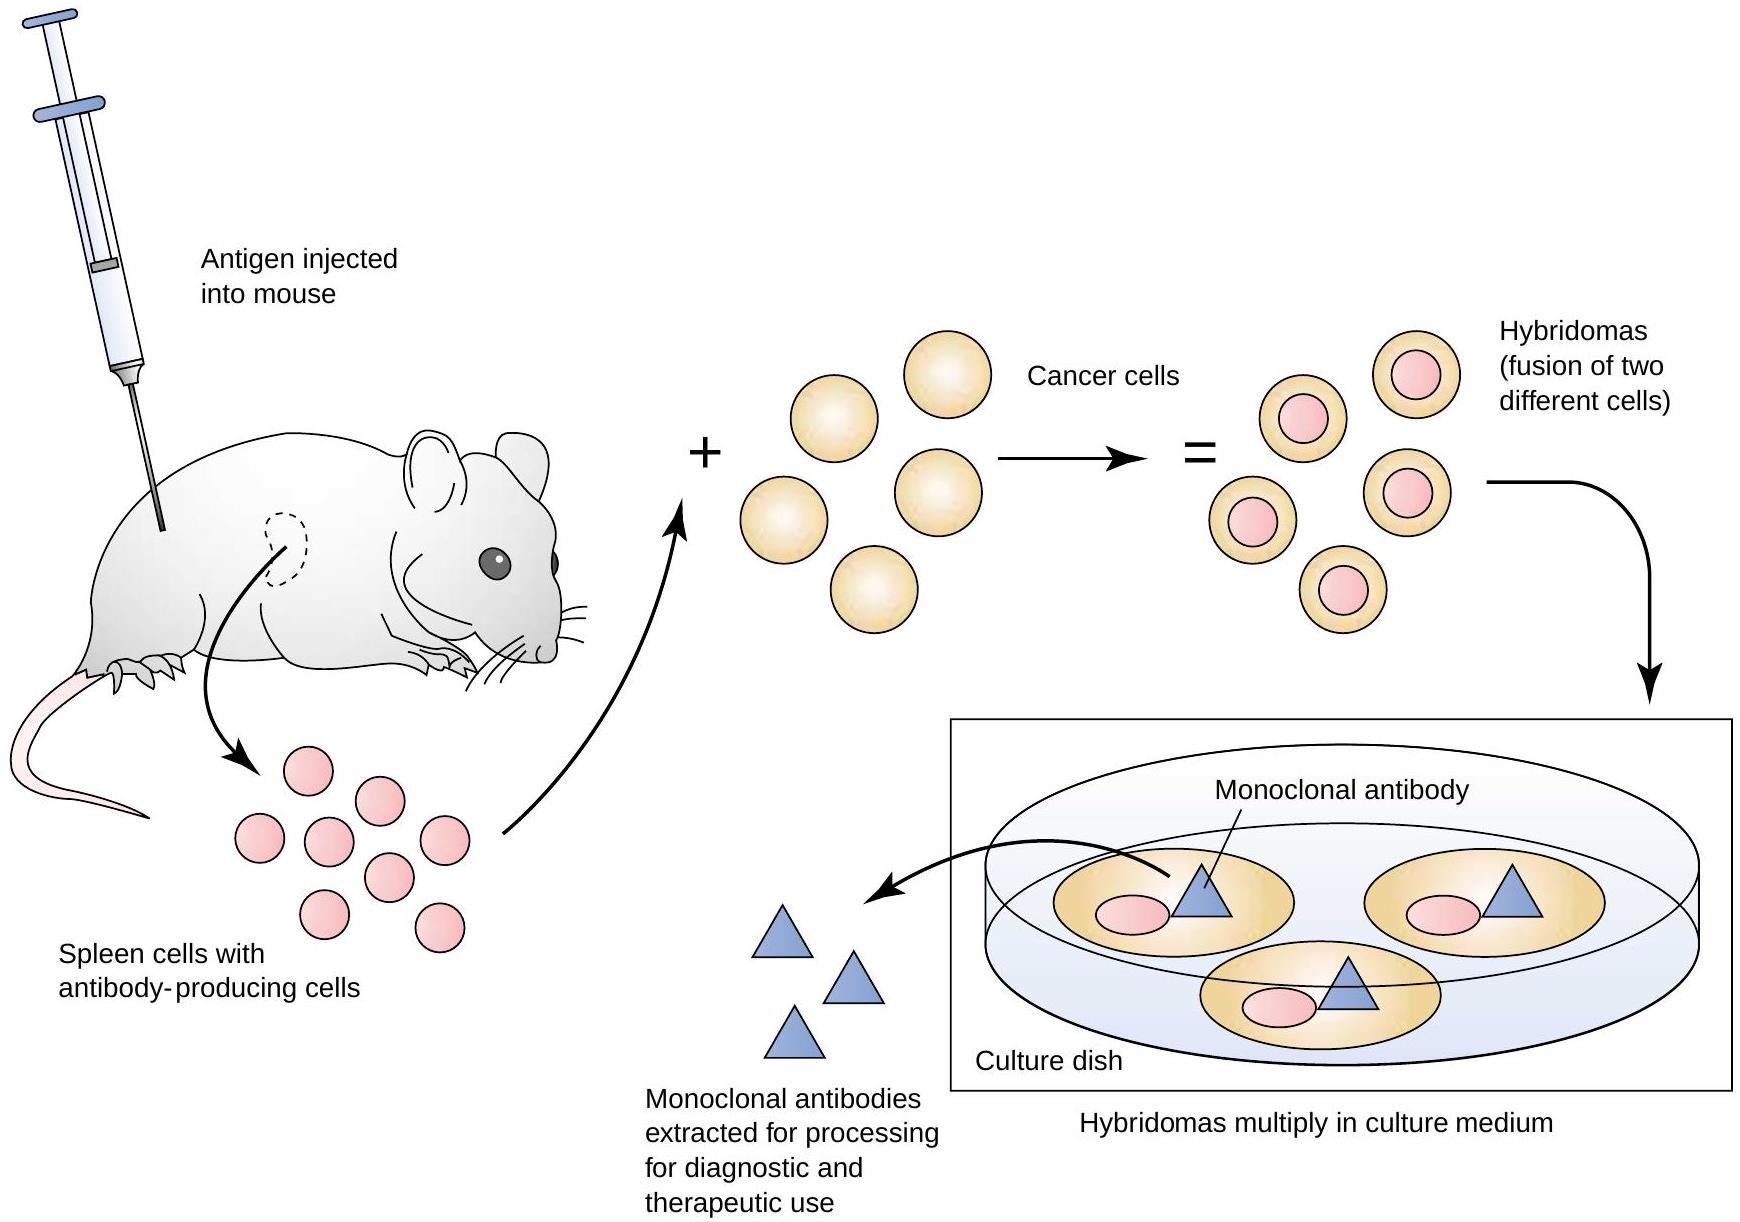 Antigen injected
into mouse
Cancer cells
Hybridomas
(fusion of two
different cells)
+
=
Spleen cells with
antibody-producing cells
Monoclonal antibody
Culture dish
Hybridomas multiply in culture medium
Monoclonal antibodies
extracted for processing
for diagnostic and
therapeutic use